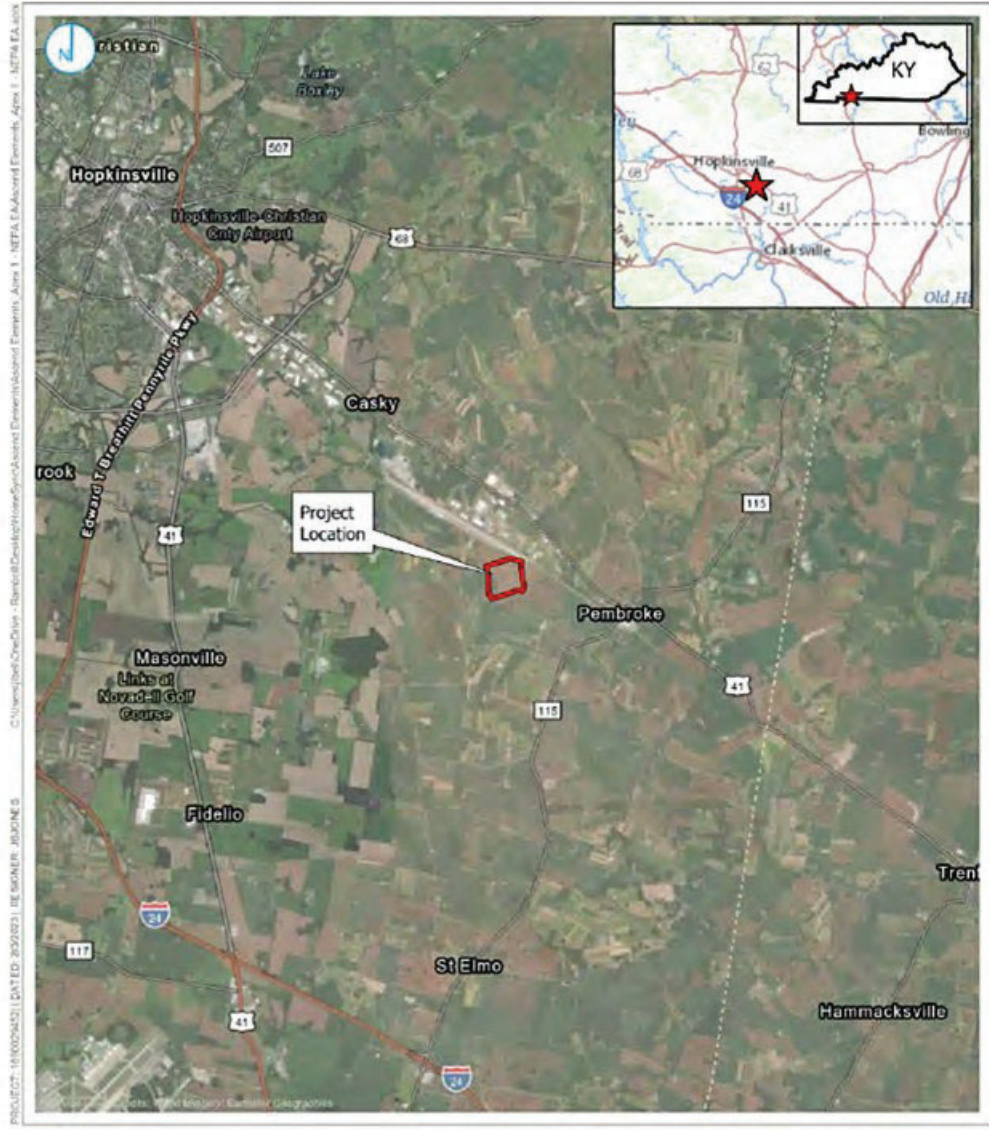 N
ristian
Lake
Boxley
507
Hopkinsville
Hopkinsville-Christian
Cnty Airport
68
Edward T Breathitt Pennyrile Pkwy
Casky
rook
41
115
Project
Location
Pembroke
Masonville
Links at
Novadell Golf
Course
41
115
Fidello
Trent
24
117
St Elmo
Hammacksville
41
24
KY
62
Bowling
ey
Hopkinsville
68
24
41
Clarksville
Old Hi